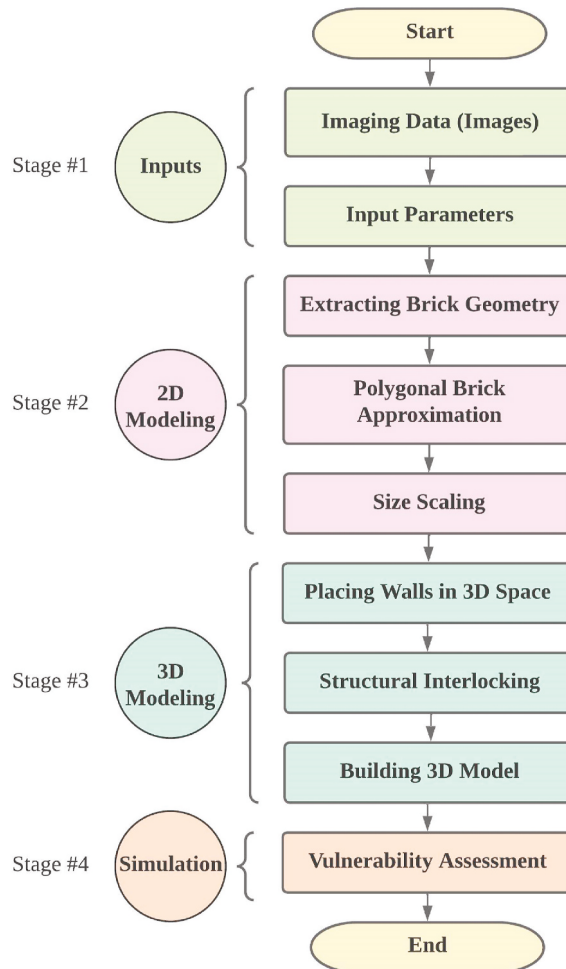 Start
Stage #1
Inputs
Imaging Data (Images)
Input Parameters
Stage #2
2D
Modeling
Extracting Brick Geometry
Polygonal Brick
Approximation
Size Scaling
Stage #3
3D
Modeling
Placing Walls in 3D Space
Structural Interlocking
Building 3D Model
Stage #4
Simulation
Vulnerability Assessment
End